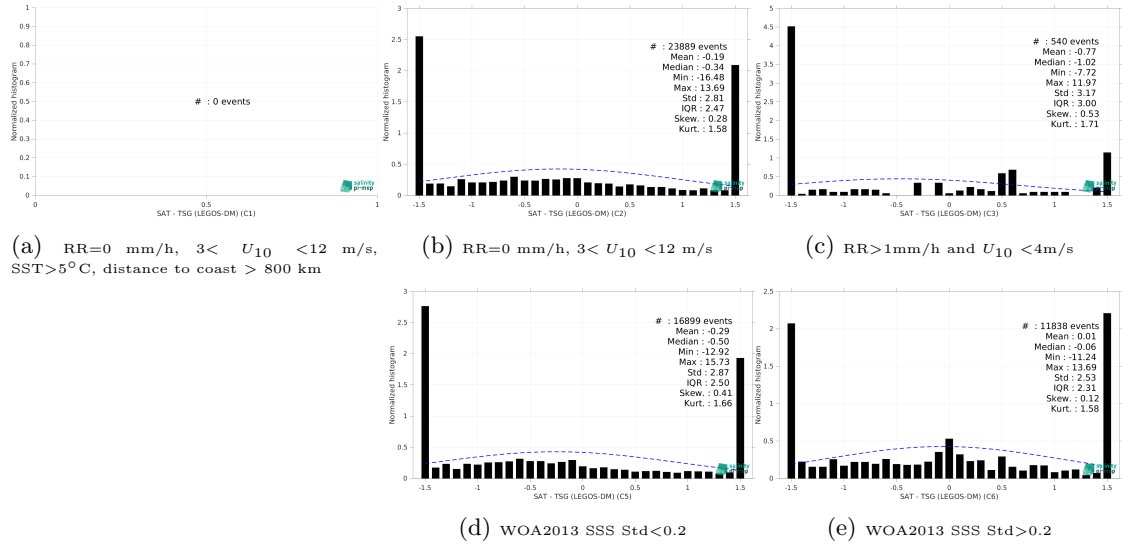 1
0.9
0.8
0.7
0.6
0.5
0.4
0.3
0.2
0.1
0
Normalized histogram
# : 0 events
0 0.5 1
SAT - TSG (LEGOS-DM) (C1)
salinity
pi-mep
(a) RR=0 mm/h, 3< U10 <12 m/s,
SST>5°C, distance to coast > 800 km
3
2.5
2
1.5
1
0.5
0
Normalized histogram
# : 23889 events
Mean : -0.19
Median : -0.34
Min : -16.48
Max : 13.69
Std : 2.81
IQR : 2.47
Skew. : 0.28
Kurt. : 1.58
-1.5 -1 -0.5 0 0.5 1 1.5
SAT - TSG (LEGOS-DM) (C2)
salinity
pi-mep
(b) RR=0 mm/h, 3< U10 <12 m/s
5
4.5
4
3.5
3
2.5
2
1.5
1
0.5
0
Normalized histogram
# : 540 events
Mean : -0.77
Median : -1.02
Min : -7.72
Max : 11.97
Std : 3.17
IQR : 3.00
Skew. : 0.53
Kurt. : 1.71
-1.5 -1 -0.5 0 0.5 1 1.5
SAT - TSG (LEGOS-DM) (C3)
salinity
pi-mep
(c) RR>1mm/h and U10 <4m/s
3
2.5
2
1.5
1
0.5
0
Normalized histogram
# : 16899 events
Mean : -0.29
Median : -0.50
Min : -12.92
Max : 15.73
Std : 2.87
IQR : 2.50
Skew. : 0.41
Kurt. : 1.66
-1.5 -1 -0.5 0 0.5 1 1.5
SAT - TSG (LEGOS-DM) (C5)
salinity
pi-mep
(d) WOA2013 SSS Std<0.2
2.5
2
1.5
1
0.5
0
Normalized histogram
# : 11838 events
Mean : 0.01
Median : -0.06
Min : -11.24
Max : 13.69
Std : 2.53
IQR : 2.31
Skew. : 0.12
Kurt. : 1.58
-1.5 -1 -0.5 0 0.5 1 1.5
SAT - TSG (LEGOS-DM) (C6)
salinity
pi-mep
(e) WOA2013 SSS Std>0.2